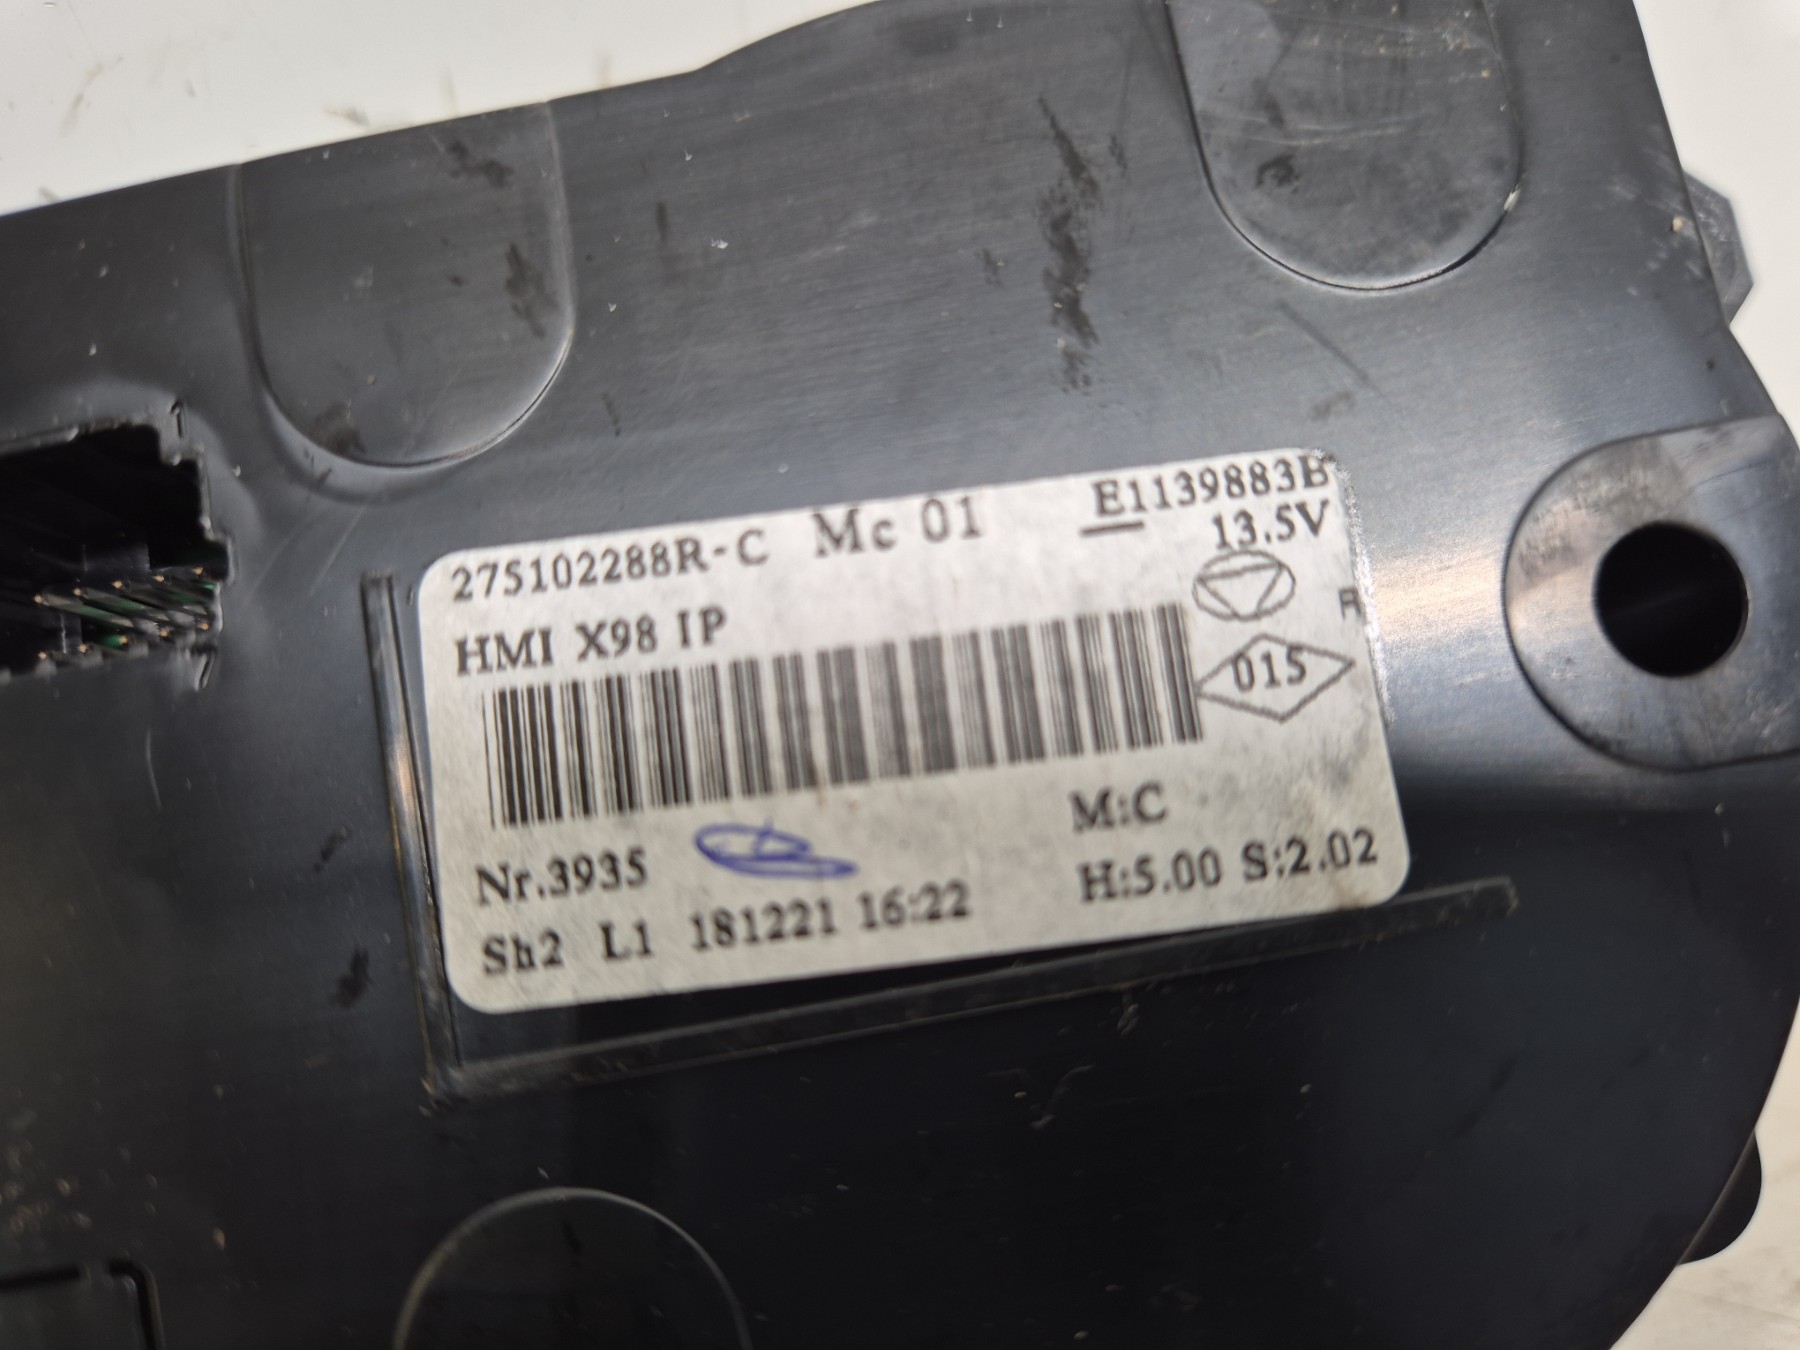 275102288R-C Mc 01 E1139883B
13.5V
HMI X98 IP
R
015
M:C
Nr.3935
H:5.00 S:2.02
Sh2 L1 181221 16:22